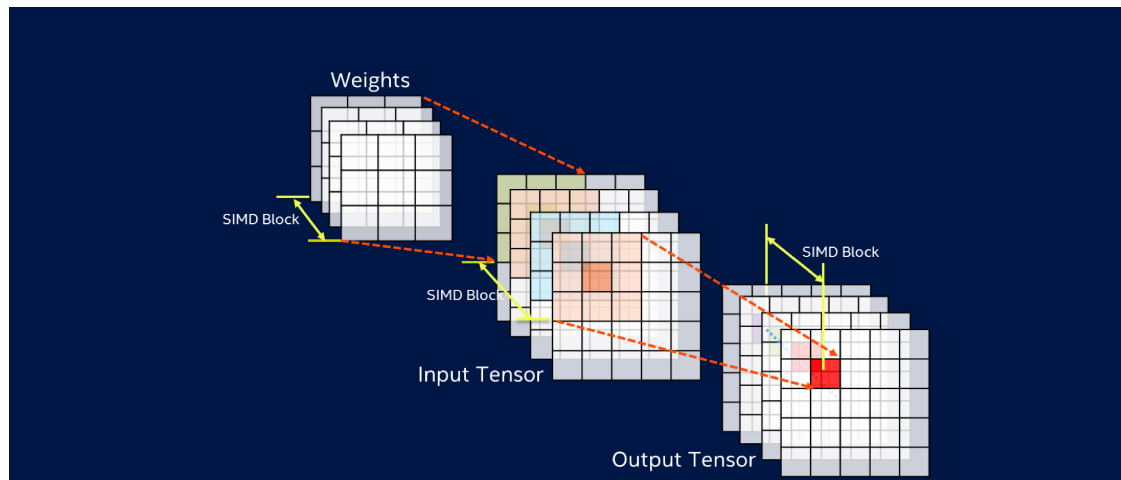 Weights
SIMD Block
SIMD Block
SIMD Block
Input Tensor
Output Tensor